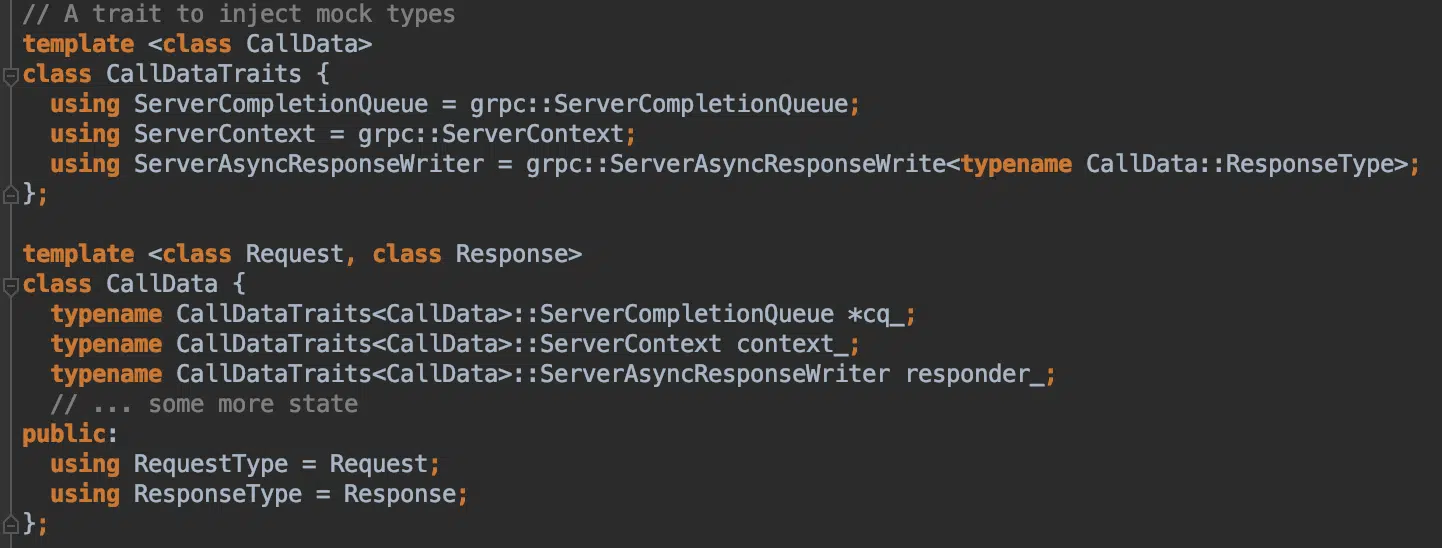 // A trait to inject mock types
template <class CallData>
class CallDataTraits {
  using ServerCompletionQueue = grpc::ServerCompletionQueue;
  using ServerContext = grpc::ServerContext;
  using ServerAsyncResponseWriter = grpc::ServerAsyncResponseWrite<typename CallData::ResponseType>;
};

template <class Request, class Response>
class CallData {
  typename CallDataTraits<CallData>::ServerCompletionQueue *cq_;
  typename CallDataTraits<CallData>::ServerContext context_;
  typename CallDataTraits<CallData>::ServerAsyncResponseWriter responder_;
  // ... some more state
public:
  using RequestType = Request;
  using ResponseType = Response;
};